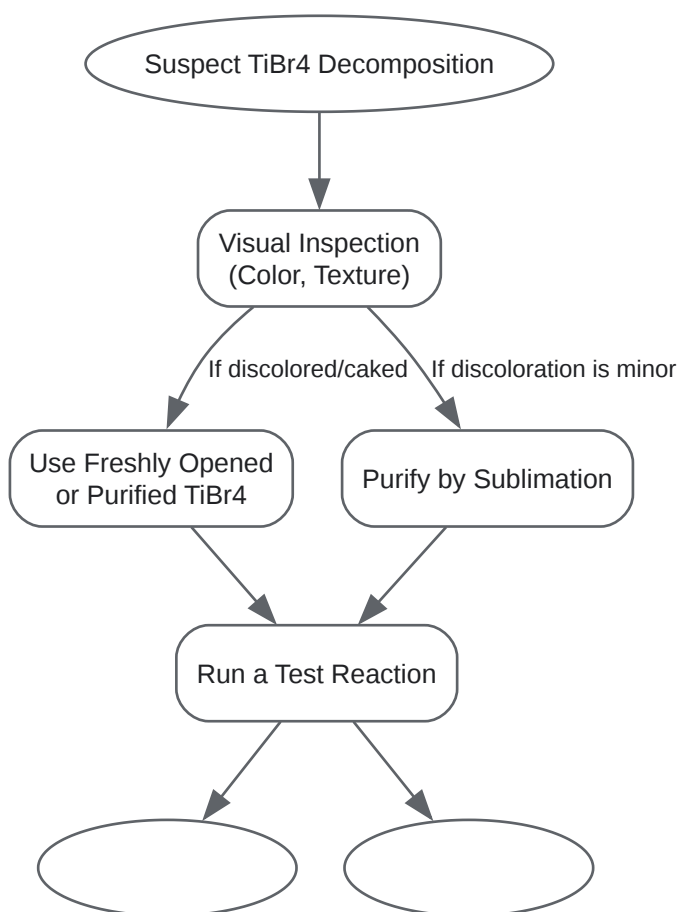 Suspect TiBr4 Decomposition
Visual Inspection
(Color, Texture)
If discolored/caked
If discoloration is minor
Use Freshly Opened
or Purified TiBr4
Purify by Sublimation
Run a Test Reaction